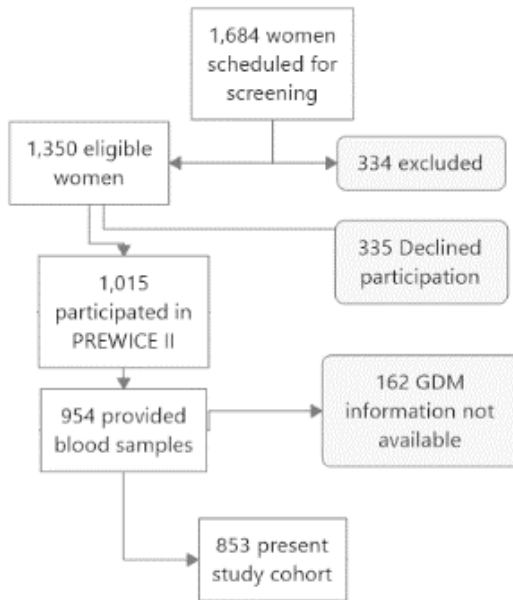 1,684 women
scheduled for
screening
1,350 eligible
women
334 excluded
335 Declined
participation
1,015
participated in
PREWICE II
162 GDM
information not
available
954 provided
blood samples
853 present
study cohort